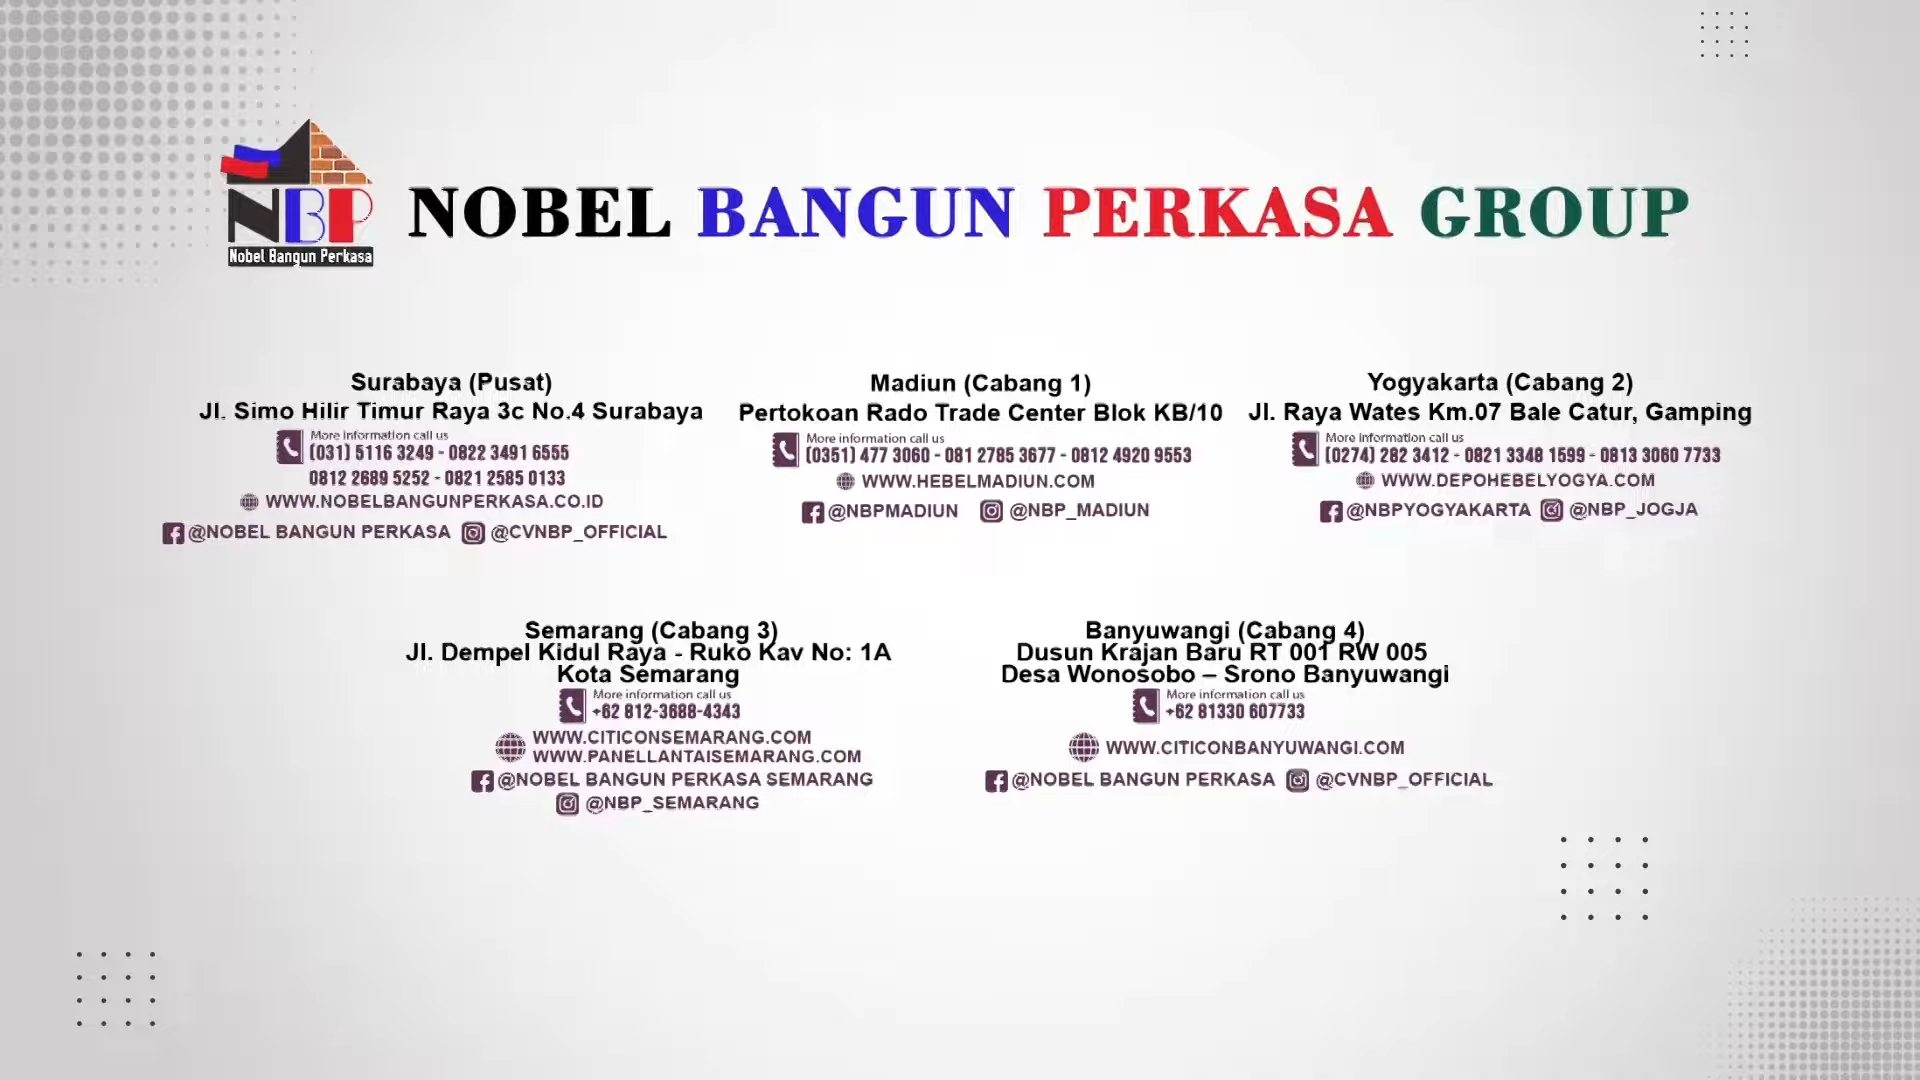 NBP
Nobel Bangun Perkasa
NOBEL BANGUN PERKASA GROUP
Surabaya (Pusat)
Jl. Simo Hilir Timur Raya 3c No.4 Surabaya
More information call us
(031) 5116 3249 - 0822 3491 6555
0812 2689 5252 - 0821 2585 0133
WWW.NOBELBANGUNPERKASA.CO.ID
@NOBEL BANGUN PERKASA @CVNBP_OFFICIAL
Madiun (Cabang 1)
Pertokoan Rado Trade Center Blok KB/10
More information call us
(0351) 477 3060 - 081 2785 3677 - 0812 4920 9553
WWW.HEBELMADIUN.COM
@NBPMADIUN @NBP_MADIUN
Yogyakarta (Cabang 2)
Jl. Raya Wates Km.07 Bale Catur, Gamping
More information call us
(0274) 282 3412 - 0821 3348 1599 - 0813 3060 7733
WWW.DEPOHEBELYOGYA.COM
@NBPYOGYAKARTA @NBP_JOGJA
Semarang (Cabang 3)
Jl. Dempel Kidul Raya - Ruko Kav No: 1A
Kota Semarang
More information call us
+62 812-3688-4343
WWW.CITICONSEMARANG.COM
WWW.PANELLANTAISEMARANG.COM
@NOBEL BANGUN PERKASA SEMARANG
@NBP_SEMARANG
Banyuwangi (Cabang 4)
Dusun Krajan Baru RT 001 RW 005
Desa Wonosobo – Srono Banyuwangi
More information call us
+62 81330 607733
WWW.CITICONBANYUWANGI.COM
@NOBEL BANGUN PERKASA @CVNBP_OFFICIAL